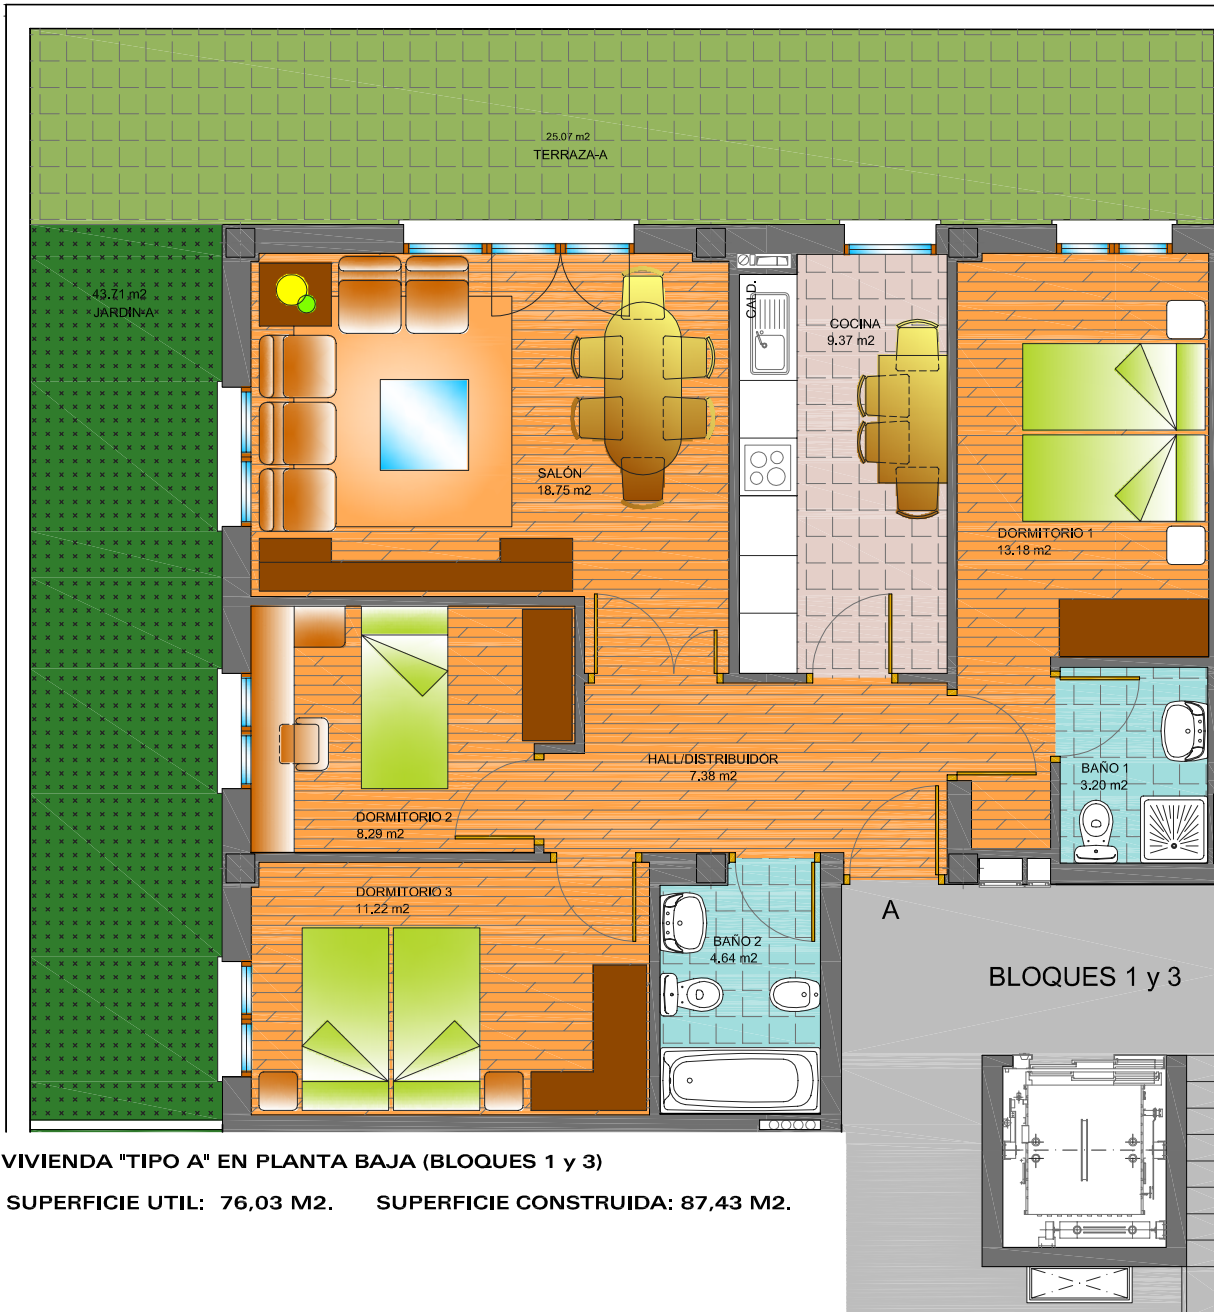 25.07 m2
TERRAZA-A
43.71 m2
JARDIN-A
CALD.
COCINA
9.37 m2
SALÓN
18.75 m2
DORMITORIO 1
13.18 m2
HALL/DISTRIBUIDOR
7.38 m2
BAÑO 1
3.20 m2
DORMITORIO 2
8.29 m2
DORMITORIO 3
11.22 m2
BAÑO 2
4.64 m2
A
BLOQUES 1 y 3
VIVIENDA "TIPO A" EN PLANTA BAJA (BLOQUES 1 y 3)
SUPERFICIE UTIL: 76,03 M2. SUPERFICIE CONSTRUIDA: 87,43 M2.